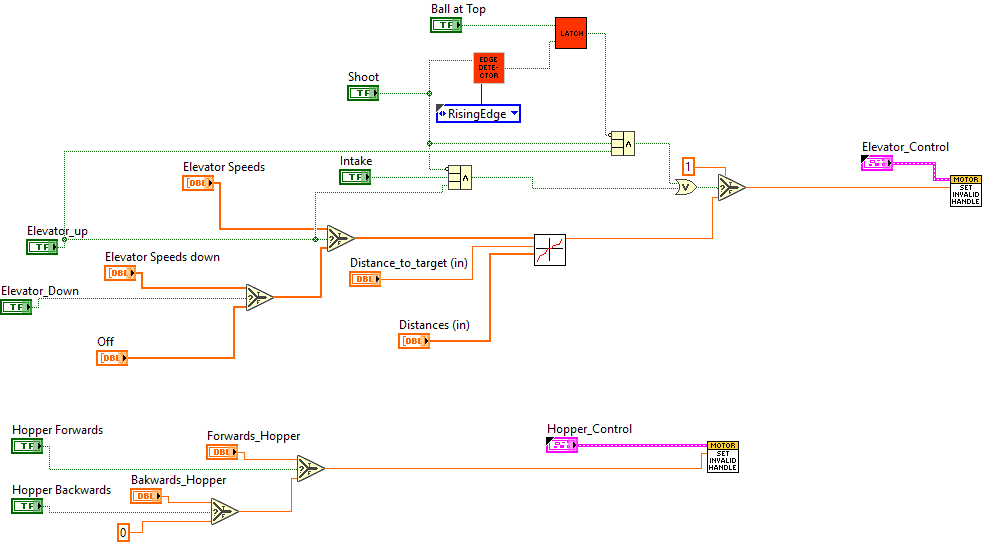 Ball at Top
TF
LATCH
EDGE
DETE-
CTOR
Shoot
TF
RisingEdge
Elevator_Control
Intake
TF
1
Elevator Speeds
DBL
MOTOR
SET
INVALID
HANDLE
V
?
T
F
Elevator_up
TF
?
T
F
Elevator Speeds down
DBL
Distance_to_target (in)
DBL
Elevator_Down
TF
?
T
F
Distances (in)
DBL
Off
DBL
Hopper Forwards
TF
Forwards_Hopper
DBL
Hopper_Control
MOTOR
SET
INVALID
HANDLE
?
T
F
Hopper Backwards
TF
Bakwards_Hopper
DBL
?
T
F
0